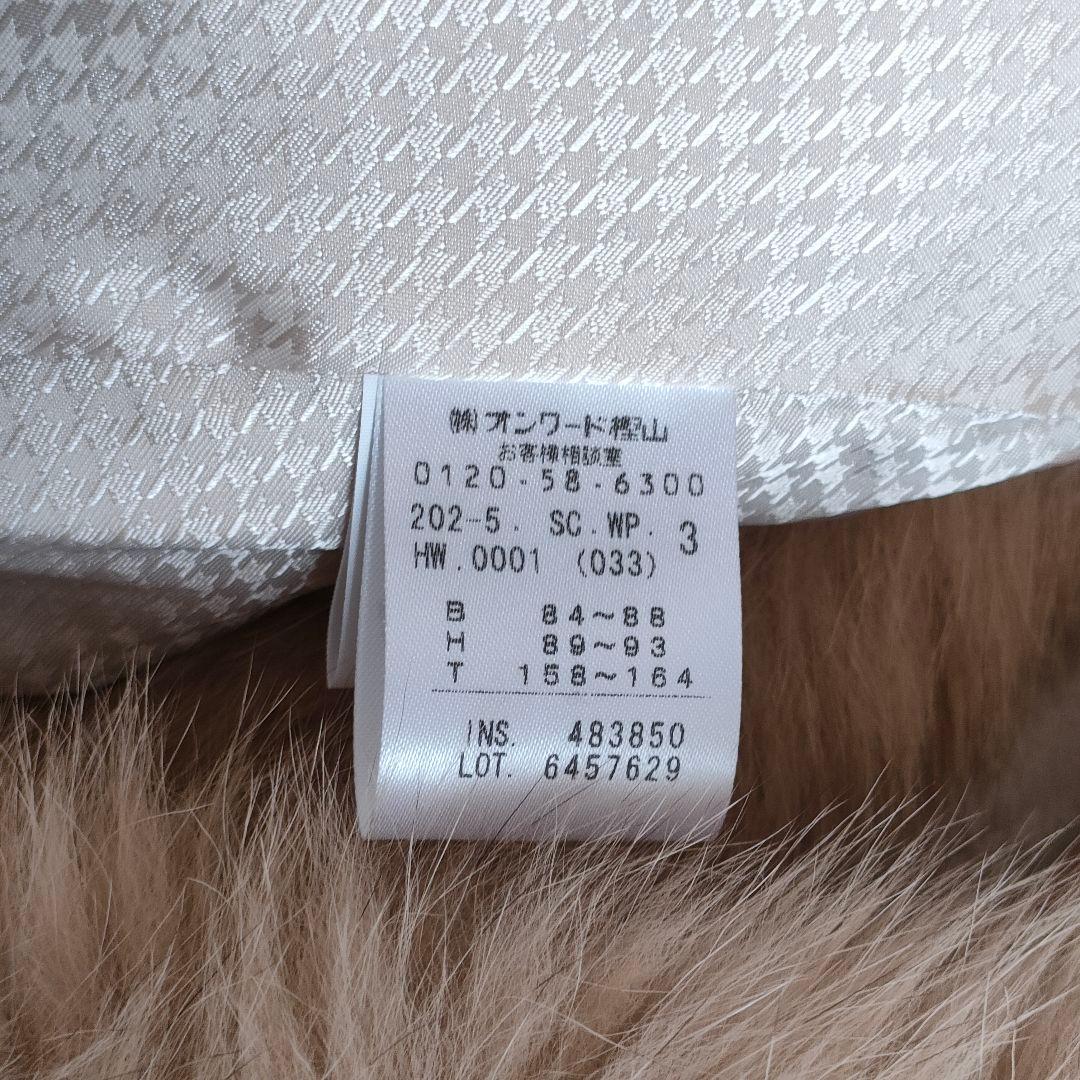 ㈱オンワード樫山
お客様相談室
0120-58-6300
202-5. SC.WP. 3
HW.0001 (033)
B 84~88
H 89~93
T 158~164
INS. 483850
LOT. 6457629